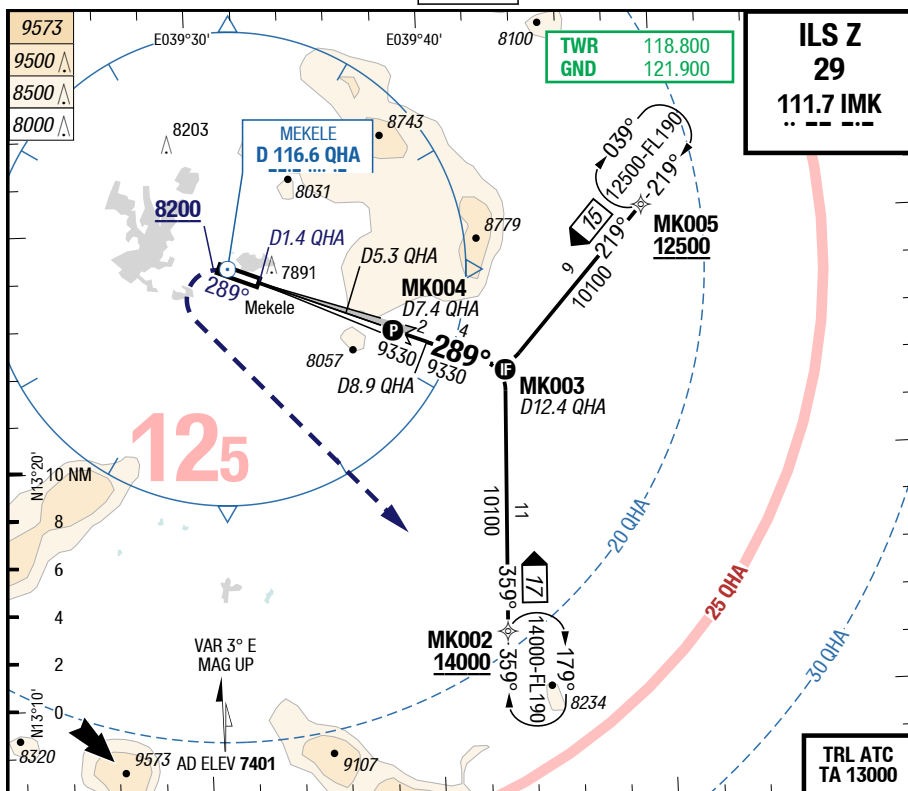 9573
9500
8500
8000
E039°30'
E039°40'
8100
TWR 118.800
GND 121.900
ILS Z
29
111.7 IMK
8203
8743
MEKELE
D 116.6 QHA
8031
039°
12500-FL190
219°
15
219°
MK005
12500
8200
D1.4 QHA
8779
7891
D5.3 QHA
9
10100
289°
Mekele
MK004
D7.4 QHA
P
2
4
289°
9330
9330
8057
D8.9 QHA
IF
MK003
D12.4 QHA
125
N13°20'
10 NM
8
6
4
2
0
N13°10'
10100
11
20 QHA
17
359°
25 QHA
MK002
14000
14000-FL190
179°
359°
8234
30 QHA
VAR 3° E
MAG UP
8320
9573
AD ELEV 7401
9107
TRL ATC
TA 13000